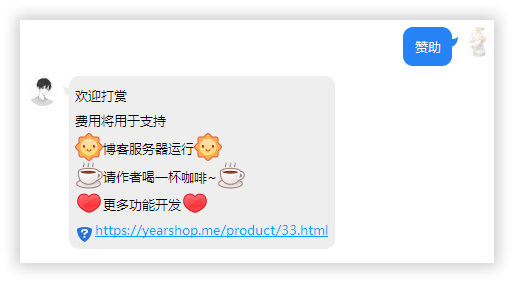 赞助
欢迎打赏
费用将用于支持
博客服务器运行
请作者喝一杯咖啡~
更多功能开发
https://yearshop.me/product/33.html